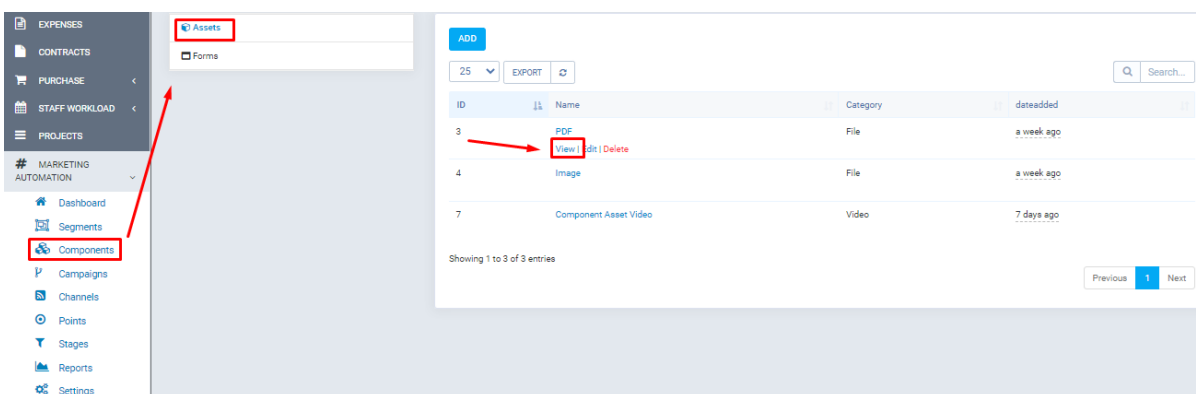 EXPENSES
CONTRACTS
PURCHASE
STAFF WORKLOAD
PROJECTS
MARKETING
AUTOMATION
Dashboard
Segments
Components
Campaigns
Channels
Points
Stages
Reports
Settings
Assets
Forms
ADD
25 EXPORT Search...
ID Name Category dateadded
3 PDF File a week ago
View | Edit | Delete
4 Image File a week ago
7 Component Asset Video Video 7 days ago
Showing 1 to 3 of 3 entries
Previous 1 Next